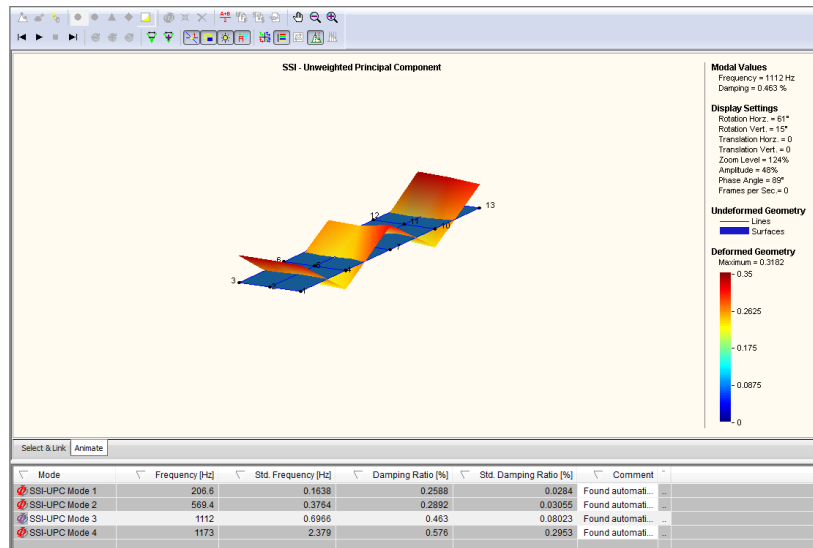 SSI - Unweighted Principal Component
Modal Values
Frequency = 1112 Hz
Damping = 0.463 %
Display Settings
Rotation Horz. = 61°
Rotation Vert. = 15°
Translation Horz. = 0
Translation Vert. = 0
Zoom Level = 124%
Amplitude = 48%
Phase Angle = 89°
Frames per Sec.= 0
Undeformed Geometry
Lines
Surfaces
Deformed Geometry
Maximum = 0.3182
0.35
0.2625
0.175
0.0875
0
13
12
11
10
7
6
5
4
3
2
1
Select & Link Animate
Mode Frequency [Hz] Std. Frequency [Hz] Damping Ratio [%] Std. Damping Ratio [%] Comment
SSI-UPC Mode 1 206.6 0.1638 0.2588 0.0284 Found automati... ...
SSI-UPC Mode 2 569.4 0.3764 0.2892 0.03055 Found automati... ...
SSI-UPC Mode 3 1112 0.6966 0.463 0.08023 Found automati... ...
SSI-UPC Mode 4 1173 2.379 0.576 0.2953 Found automati... ...